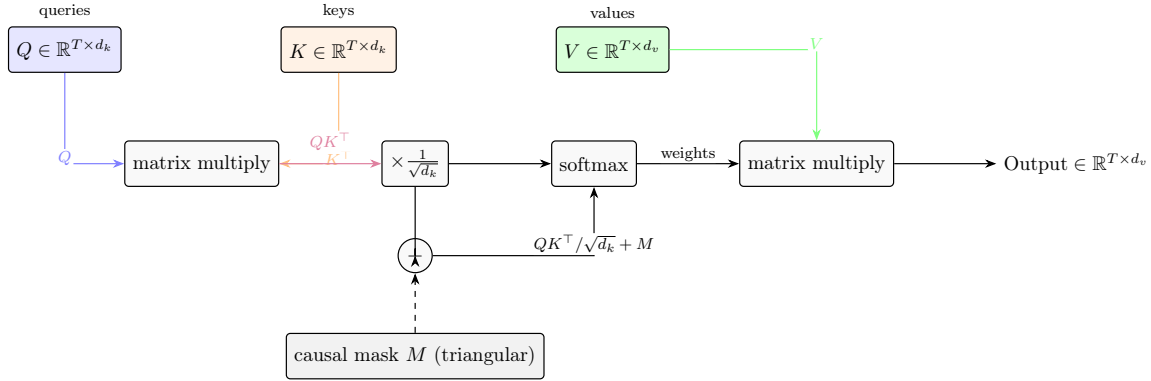 queries
keys
values
Q ∈ ℝ^{T×d_k}
K ∈ ℝ^{T×d_k}
V ∈ ℝ^{T×d_v}
V
QK^⊤
Q
matrix multiply
K^⊤
× 1/√d_k
softmax
weights
matrix multiply
Output ∈ ℝ^{T×d_v}
QK^⊤/√d_k + M
+
causal mask M (triangular)